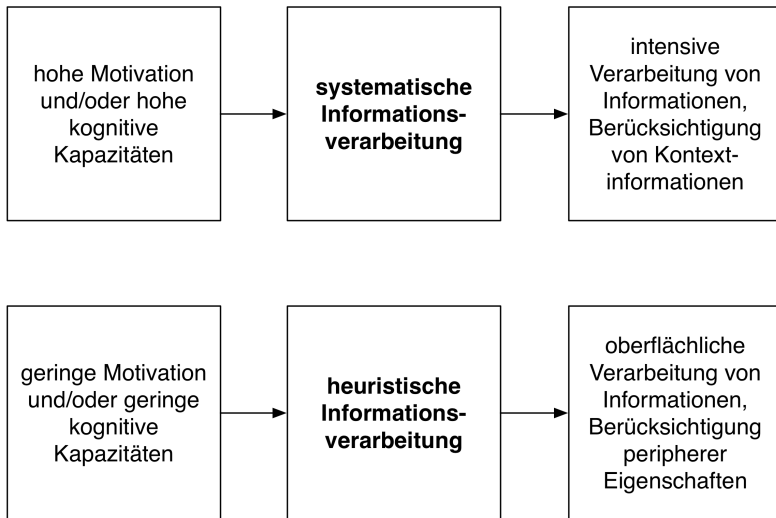 hohe Motivation
und/oder hohe
kognitive
Kapazitäten
systematische
Informations-
verarbeitung
intensive
Verarbeitung von
Informationen,
Berücksichtigung
von Kontext-
informationen
geringe Motivation
und/oder geringe
kognitive
Kapazitäten
heuristische
Informations-
verarbeitung
oberflächliche
Verarbeitung von
Informationen,
Berücksichtigung
peripherer
Eigenschaften